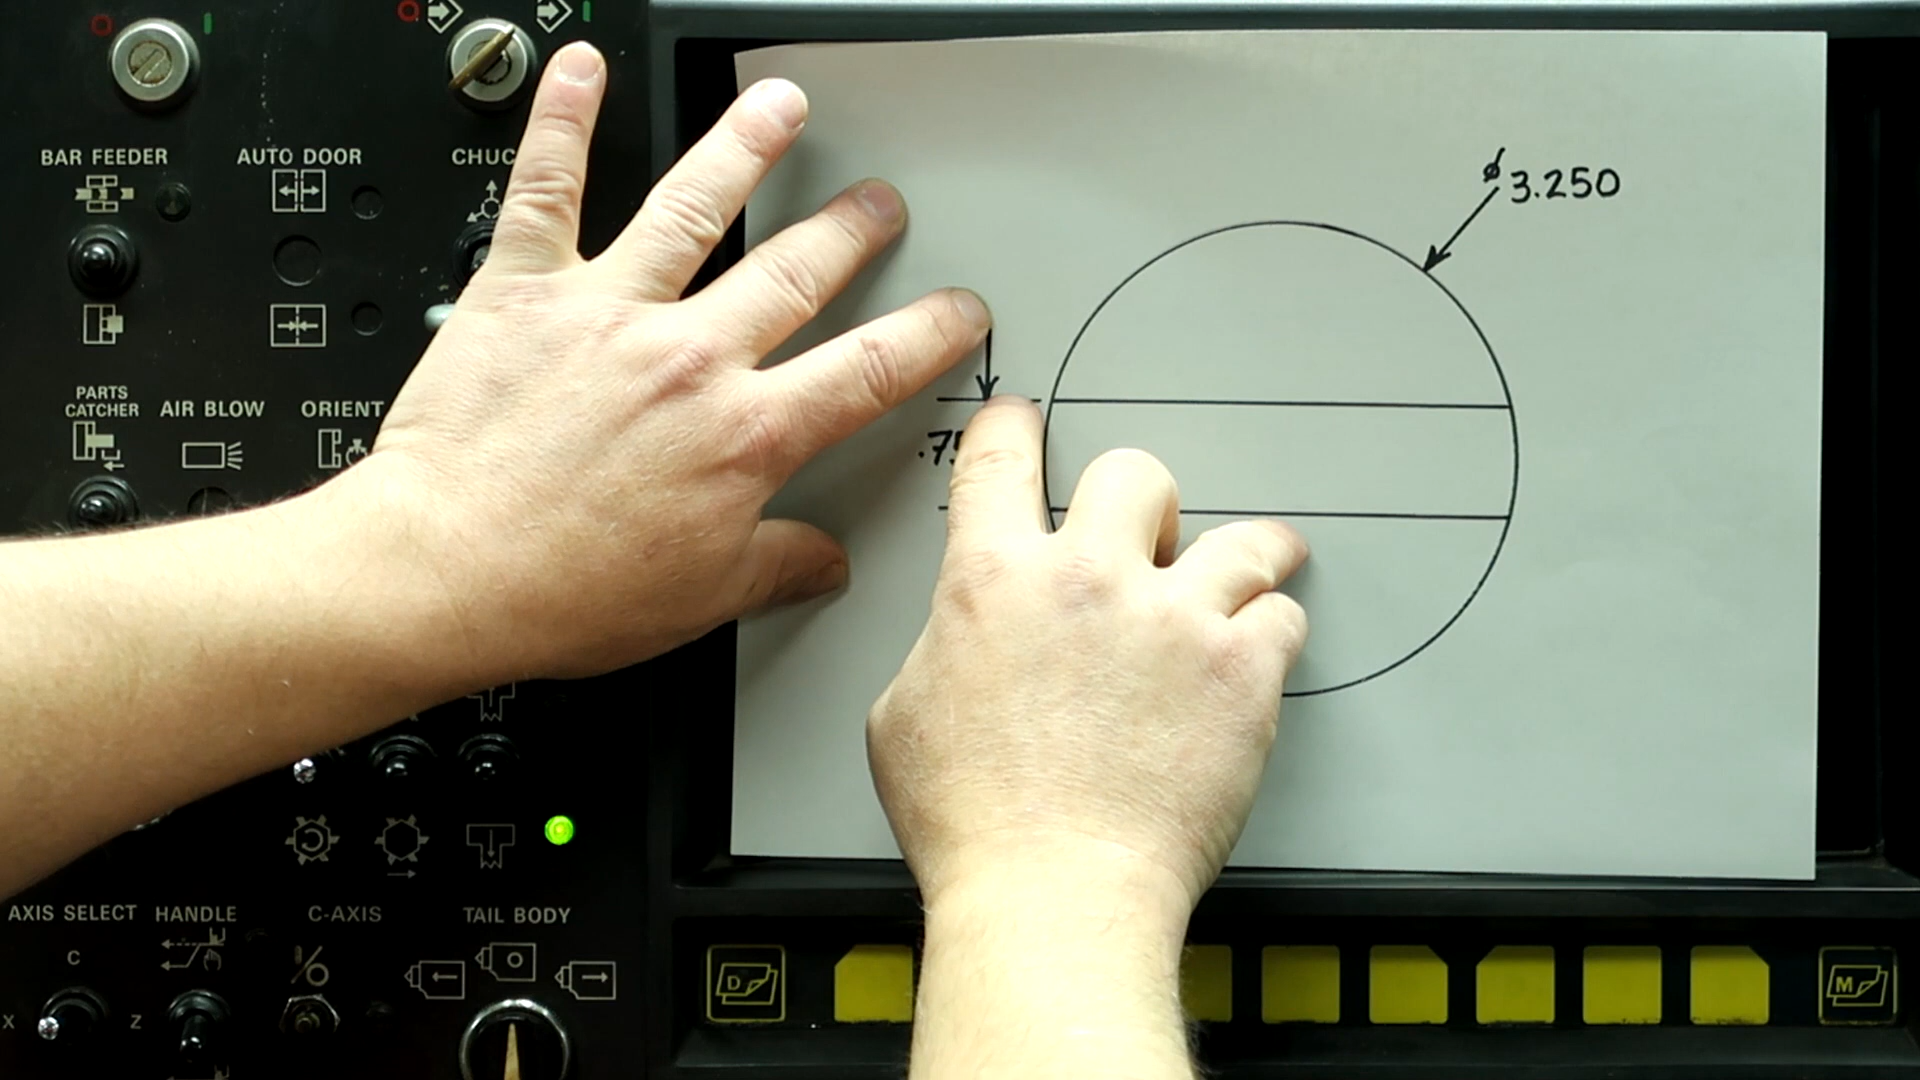 BAR FEEDER
AUTO DOOR
3.250
PARTS
CATCHER
AIR BLOW
ORIENT
AXIS SELECT
HANDLE
C-AXIS
TAIL BODY
C
X
Z
D
M